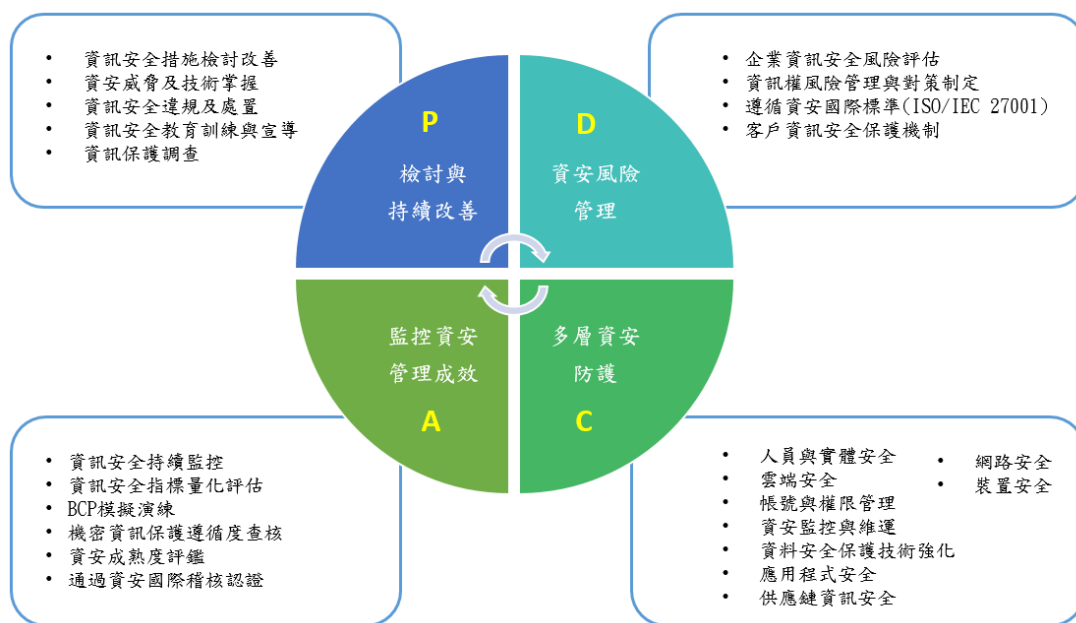 • 資訊安全措施檢討改善
• 資安威脅及技術掌握
• 資訊安全違規及處置
• 資訊安全教育訓練與宣導
• 資訊保護調查
P
檢討與
持續改善
D
資安風險
管理
• 企業資訊安全風險評估
• 資訊權風險管理與對策制定
• 遵循資安國際標準(ISO/IEC 27001)
• 客戶資訊安全保護機制
監控資安
管理成效
A
多層資安
防護
C
• 資訊安全持續監控
• 資訊安全指標量化評估
• BCP模擬演練
• 機密資訊保護遵循度查核
• 資安成熟度評鑑
• 通過資安國際稽核認證
• 人員與實體安全
• 雲端安全
• 帳號與權限管理
• 資安監控與維運
• 資料安全保護技術強化
• 應用程式安全
• 供應鏈資訊安全
• 網路安全
• 裝置安全